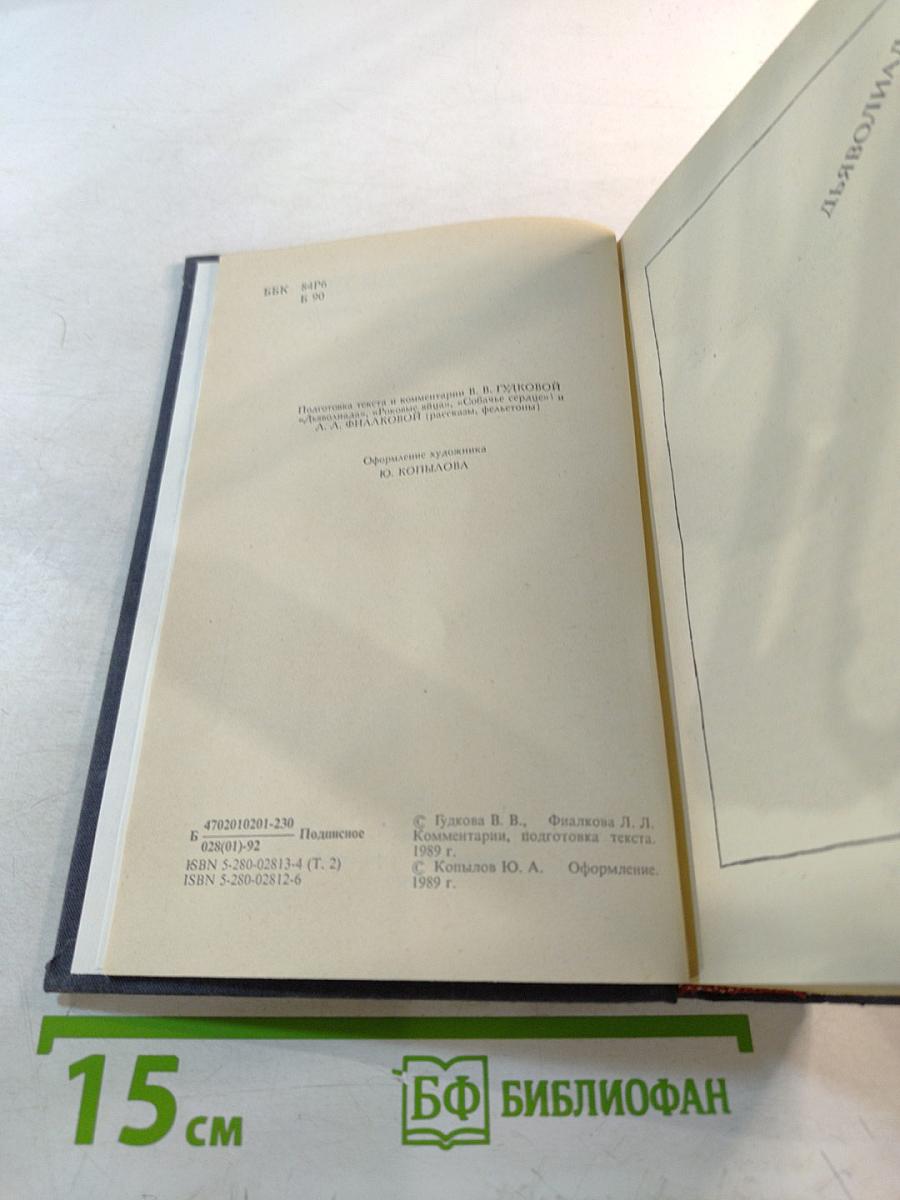 ББК 84Р6
Б 90
Подготовка текста и комментарии В. В. ГУДКОВОЙ
«Дьяволиада», «Роковые яйца», «Собачье сердце») и
Л. Л. ФИАЛКОВОЙ (рассказы, фельетоны)
Оформление художника
Ю. КОПЫЛОВА
Б 4702010201-230 Подписное
028(01)-92
ISBN 5-280-02813-4 (Т. 2)
ISBN 5-280-02812-6
© Гудкова В. В., Фиалкова Л. Л.
Комментарии, подготовка текста.
1989 г.
© Копылов Ю. А. Оформление.
1989 г.
ДЬЯВОЛИАД
15 см
БФ БИБЛИОФАН